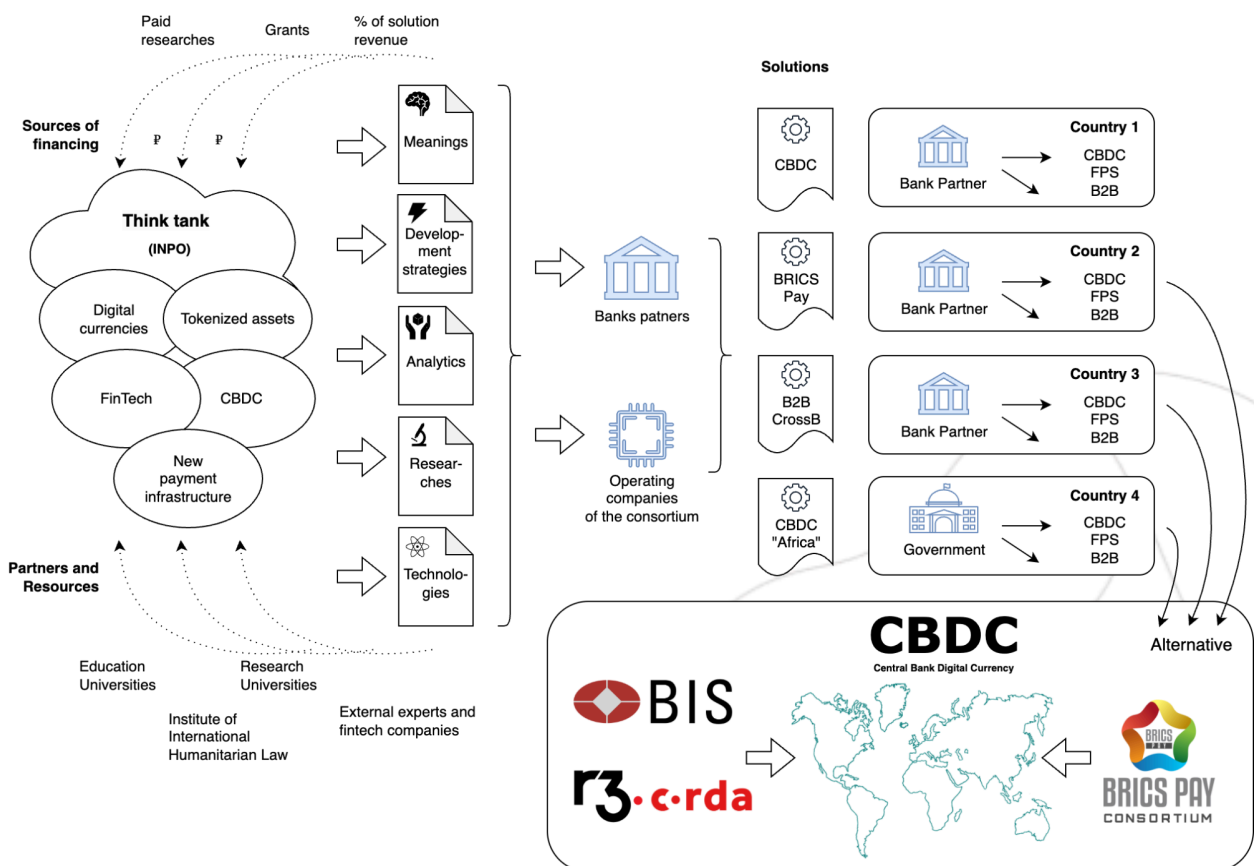 Paid
researches
Grants
% of solution
revenue
Sources of
financing
₽
₽
Think tank
(INPO)
Digital
currencies
Tokenized assets
FinTech
CBDC
New
payment
infrastructure
Partners and
Resources
Education
Universities
Research
Universities
Institute of
International
Humanitarian Law
External experts and
fintech companies
Meanings
Develop-
ment
strategies
Analytics
Resear-
ches
Technolo-
gies
Banks patners
Operating
companies
of the consortium
Solutions
CBDC
BRICS
Pay
B2B
CrossB
CBDC
"Africa"
Country 1
Bank Partner
CBDC
FPS
B2B
Country 2
Bank Partner
CBDC
FPS
B2B
Country 3
Bank Partner
CBDC
FPS
B2B
Country 4
Government
CBDC
FPS
B2B
CBDC
Central Bank Digital Currency
Alternative
BIS
r3.c.rda
BRICS
PAY
BRICS PAY
CONSORTIUM